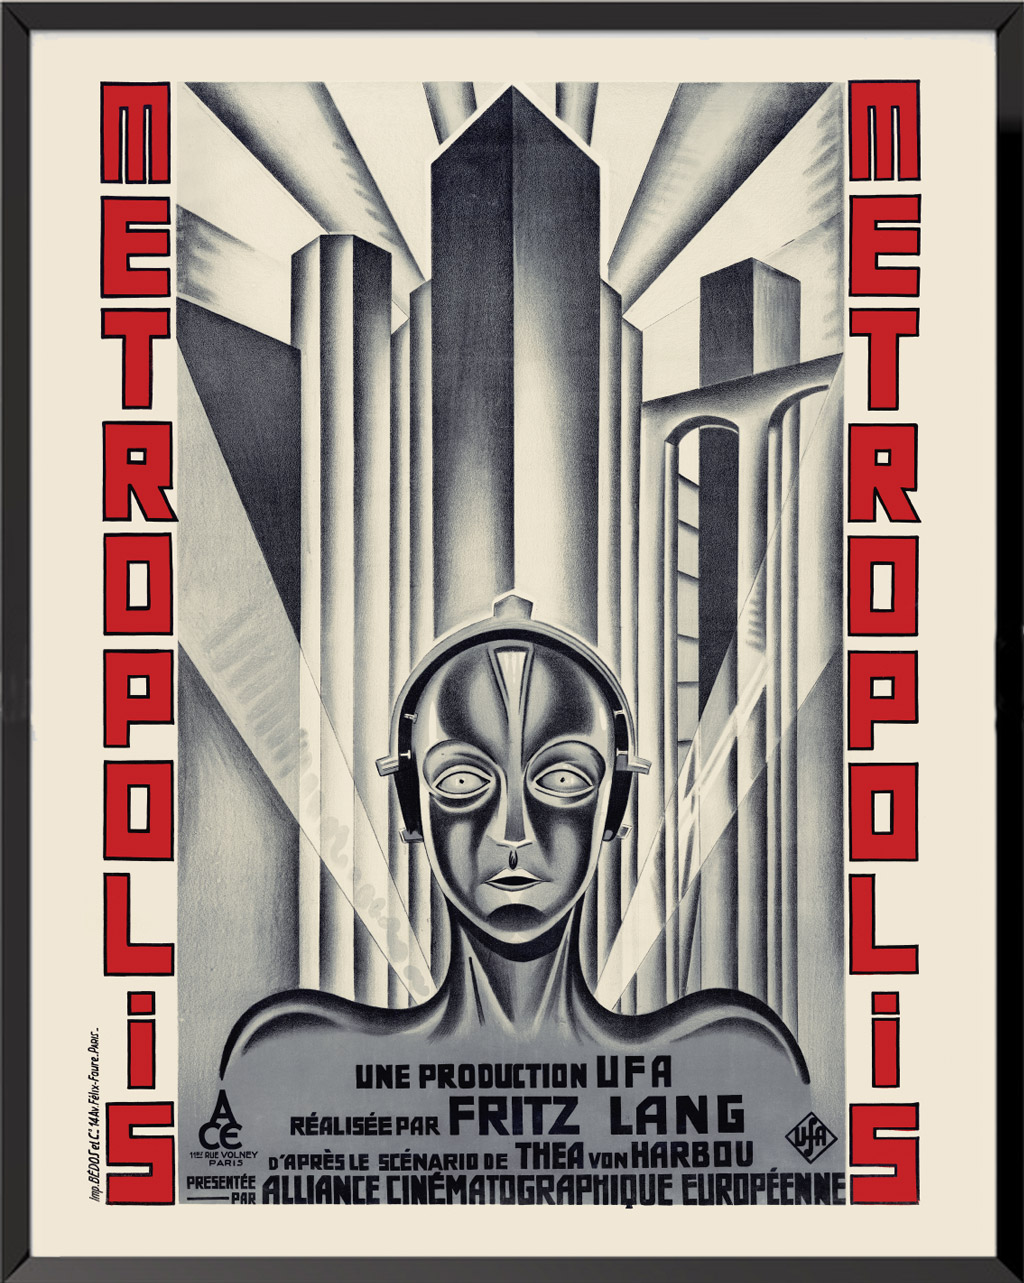 METROPOLiS
METROPOLiS
UNE PRODUCTION UFA
RÉALISÉE PAR FRITZ LANG
D'APRÈS LE SCÉNARIO DE THEA VON HARBOU
PRESENTÉE PAR ALLIANCE CINÉMATOGRAPHIQUE EUROPÉENNE
ACE
11BIS RUE VOLNEY
PARIS
UFA
Imp. BEDOS et Cie. 14 Av. Félix-Faure. PARIS.